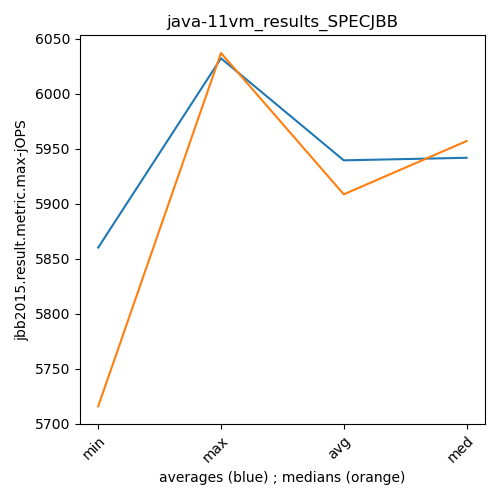 java-11vm_results_SPECJBB
jbb2015.result.metric.max-jOPS
6050
6000
5950
5900
5850
5800
5750
5700
min
max
avg
med
averages (blue) ; medians (orange)